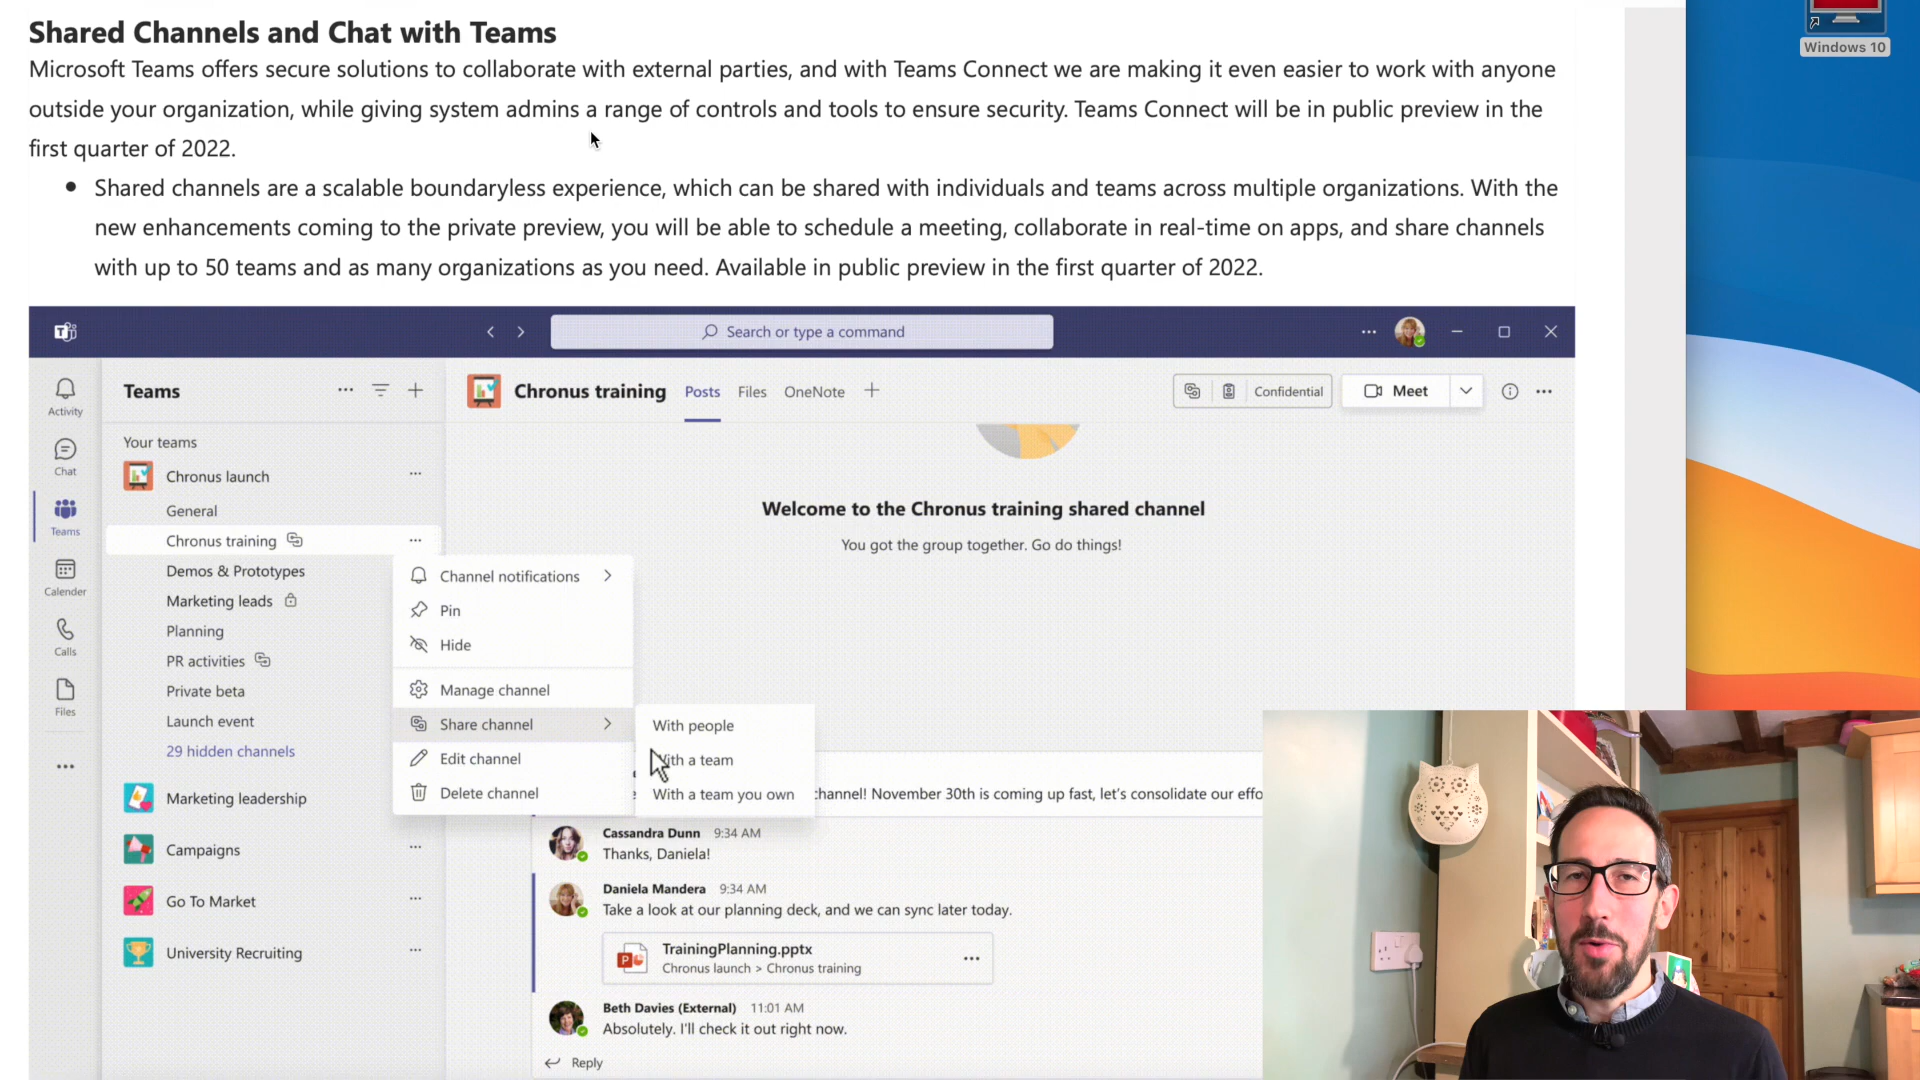 Shared Channels and Chat with Teams
Microsoft Teams offers secure solutions to collaborate with external parties, and with Teams Connect we are making it even easier to work with anyone
outside your organization, while giving system admins a range of controls and tools to ensure security. Teams Connect will be in public preview in the
first quarter of 2022.
Shared channels are a scalable boundaryless experience, which can be shared with individuals and teams across multiple organizations. With the
new enhancements coming to the private preview, you will be able to schedule a meeting, collaborate in real-time on apps, and share channels
with up to 50 teams and as many organizations as you need. Available in public preview in the first quarter of 2022.
Windows 10
Search or type a command
Activity
Chat
Teams
Calender
Calls
Files
Teams
Your teams
Chronus launch
General
Chronus training
Demos & Prototypes
Marketing leads
Planning
PR activities
Private beta
Launch event
29 hidden channels
Marketing leadership
Campaigns
Go To Market
University Recruiting
Channel notifications
Pin
Hide
Manage channel
Share channel
Edit channel
Delete channel
With people
With a team
With a team you own
Chronus training Posts Files OneNote
Confidential
Meet
Welcome to the Chronus training shared channel
You got the group together. Go do things!
channel! November 30th is coming up fast, let's consolidate our effo
Cassandra Dunn 9:34 AM
Thanks, Daniela!
Daniela Mandera 9:34 AM
Take a look at our planning deck, and we can sync later today.
TrainingPlanning.pptx
Chronus launch > Chronus training
Beth Davies (External) 11:01 AM
Absolutely. I'll check it out right now.
Reply